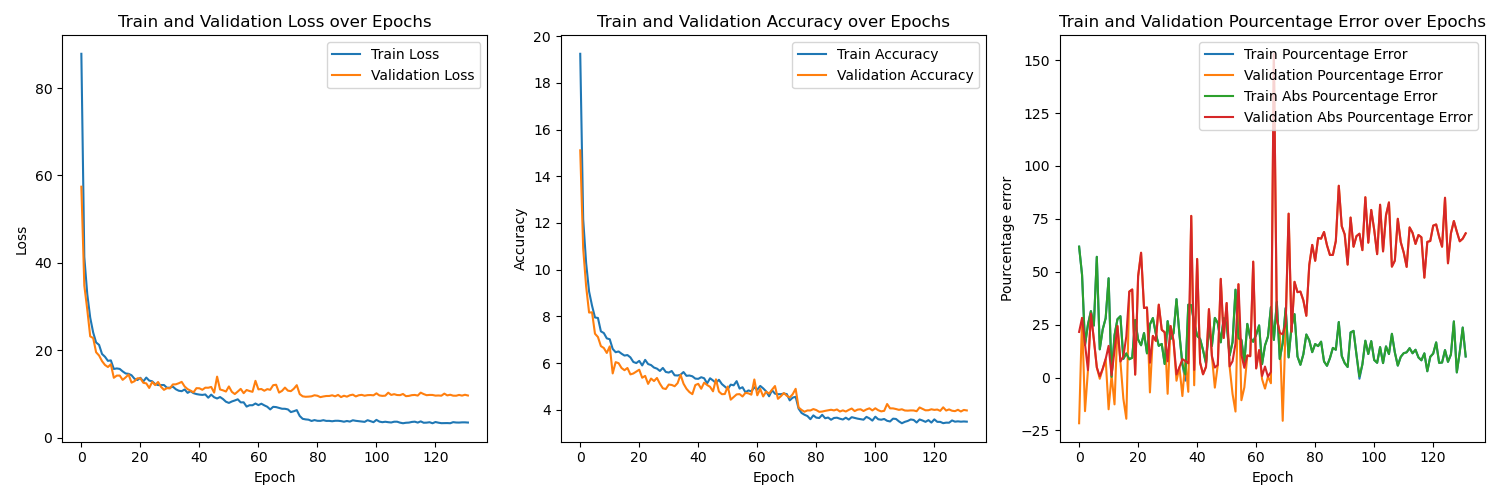 Train and Validation Loss over Epochs
Train Loss
Validation Loss
Loss
80
60
40
20
0
0 20 40 60 80 100 120
Epoch
Train and Validation Accuracy over Epochs
Train Accuracy
Validation Accuracy
Accuracy
20
18
16
14
12
10
8
6
4
0 20 40 60 80 100 120
Epoch
Train and Validation Pourcentage Error over Epochs
Train Pourcentage Error
Validation Pourcentage Error
Train Abs Pourcentage Error
Validation Abs Pourcentage Error
Pourcentage error
150
125
100
75
50
25
0
−25
0 20 40 60 80 100 120
Epoch